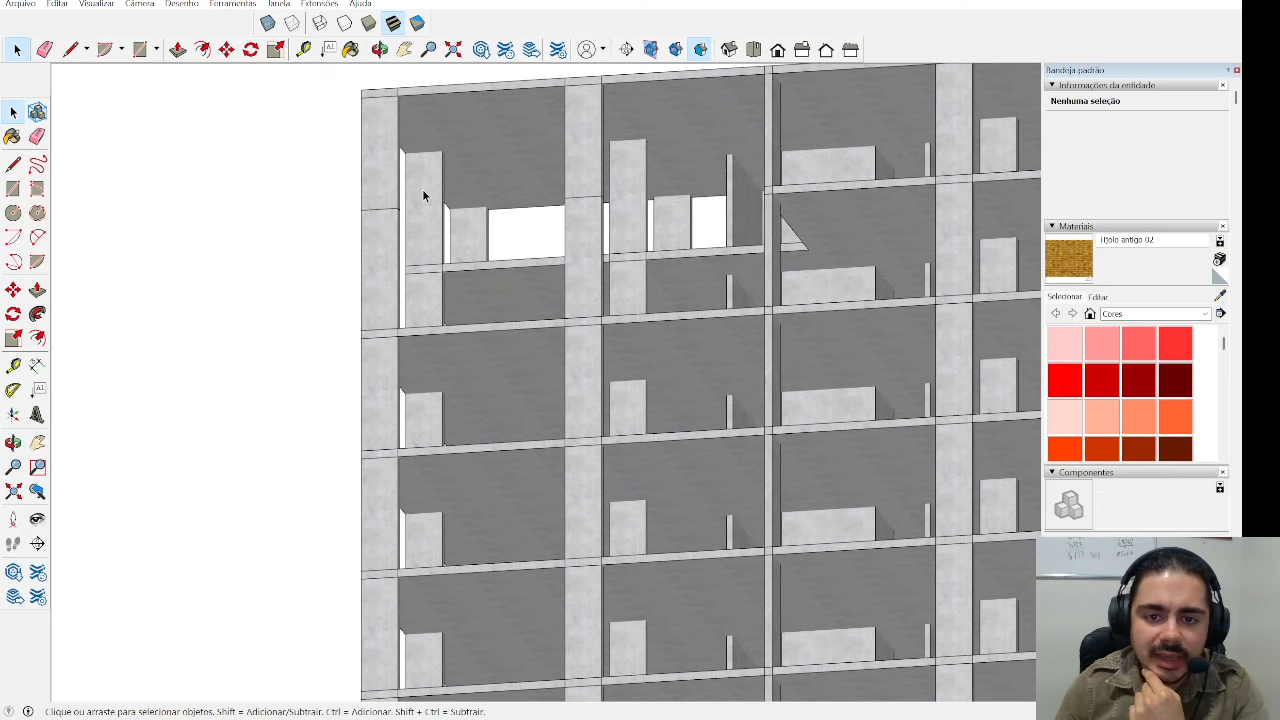 Arquivo Editar Visualizar Câmera Desenho Ferramentas Janela Extensões Ajuda
Bandeja padrão
Informações da entidade
Nenhuma seleção
Materiais
Tijolo antigo 02
Selecionar Editar
Cores
Componentes
Clique ou arraste para selecionar objetos. Shift = Adicionar/Subtrair. Ctrl = Adicionar. Shift + Ctrl = Subtrair.